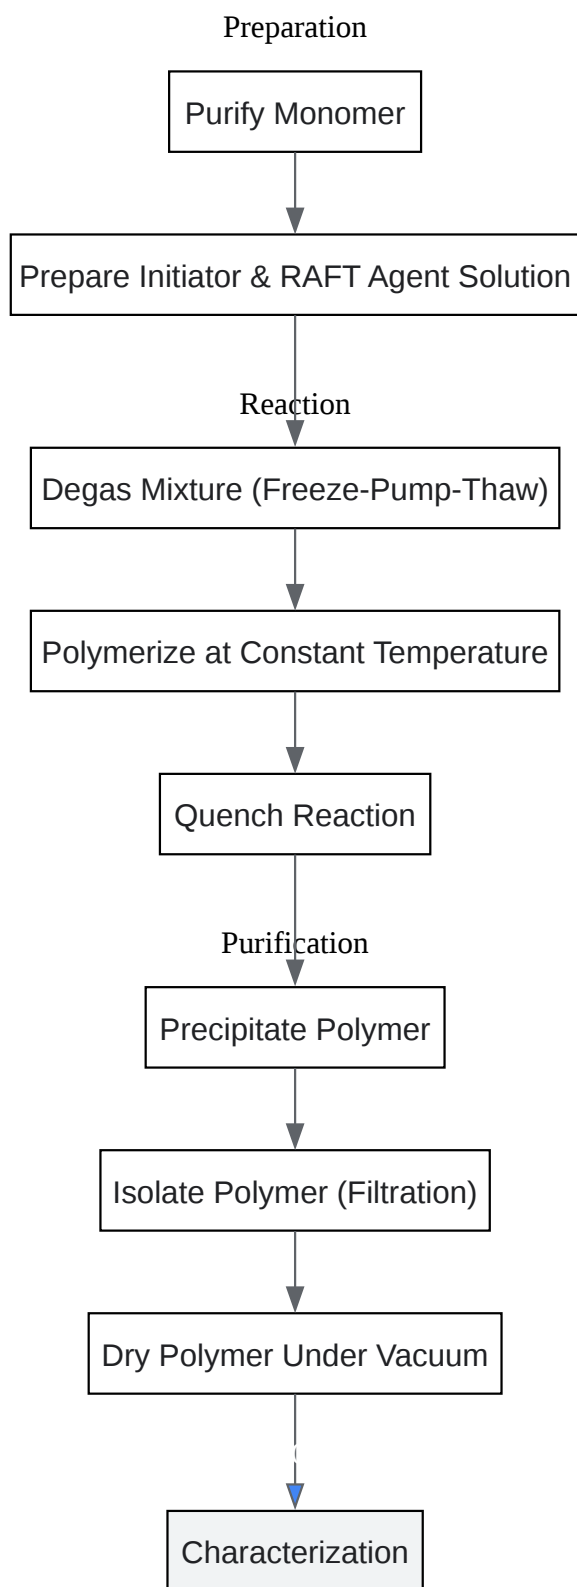 Preparation
Purify Monomer
Prepare Initiator & RAFT Agent Solution
Reaction
Degas Mixture (Freeze-Pump-Thaw)
Polymerize at Constant Temperature
Quench Reaction
Purification
Precipitate Polymer
Isolate Polymer (Filtration)
Dry Polymer Under Vacuum
Characterization